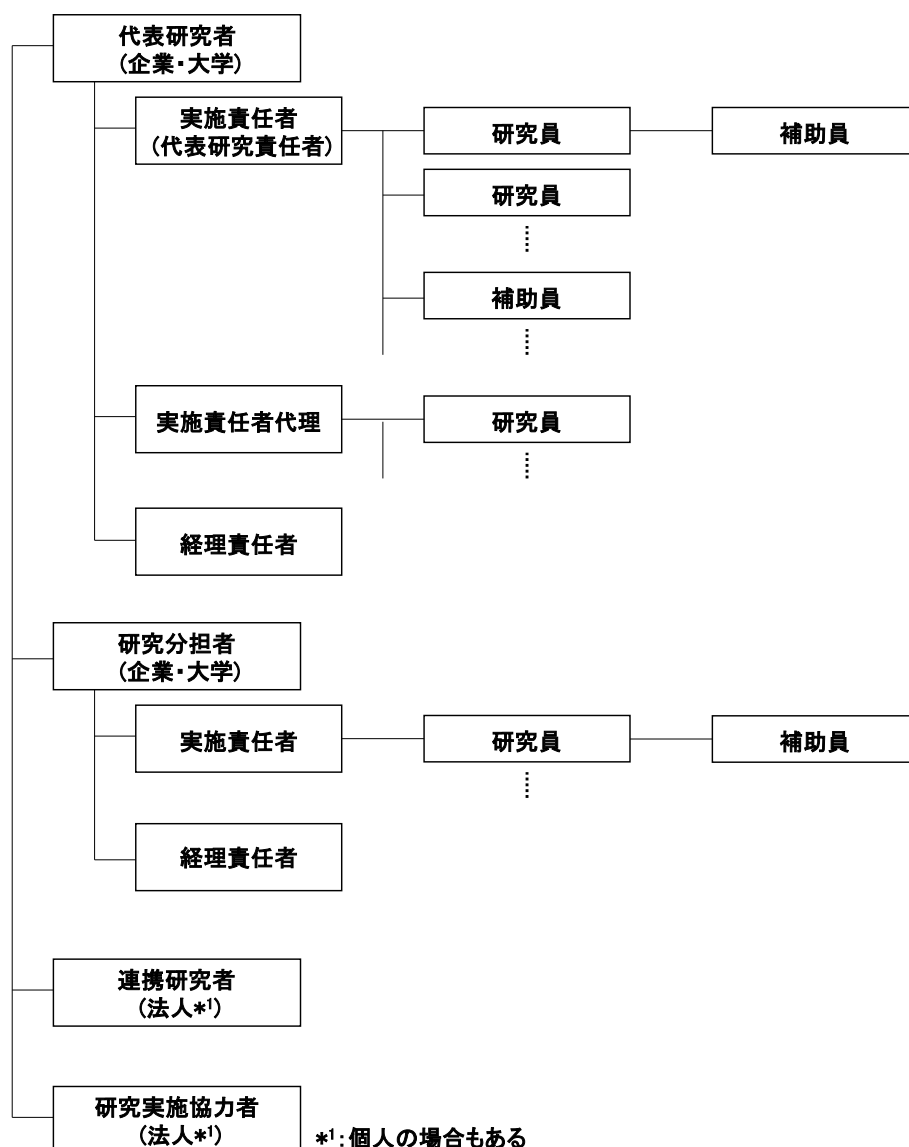 代表研究者
(企業・大学)
実施責任者
(代表研究責任者)
研究員
補助員
研究員
補助員
実施責任者代理
研究員
経理責任者
研究分担者
(企業・大学)
実施責任者
研究員
補助員
経理責任者
連携研究者
(法人*1)
研究実施協力者
(法人*1)
*1:個人の場合もある